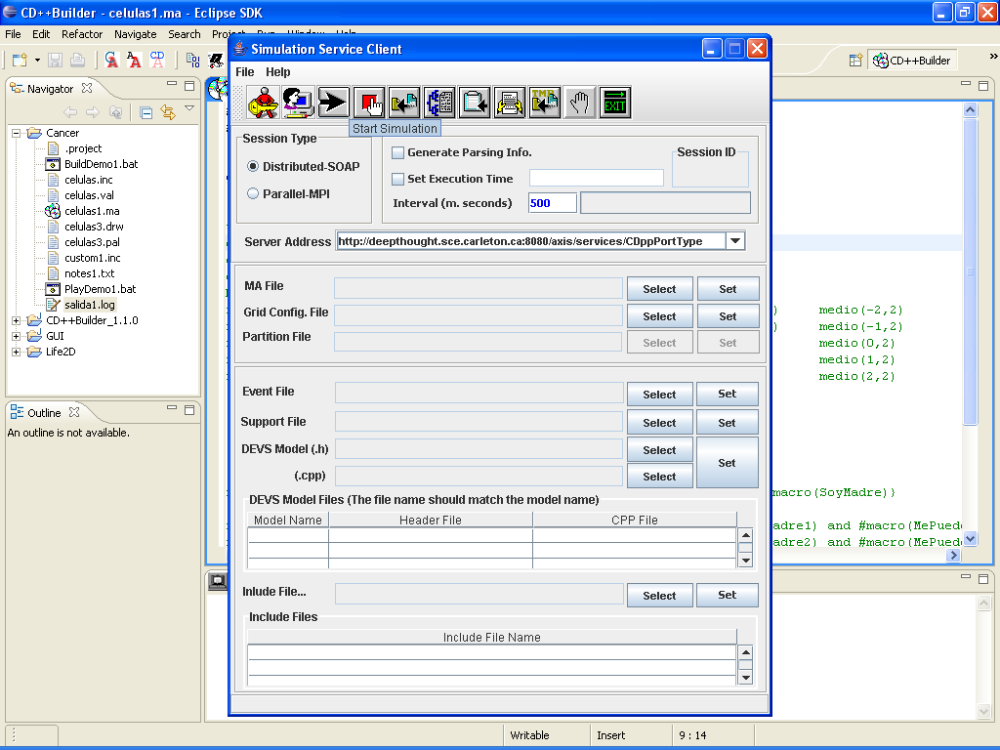 CD++Builder - celulas1.ma - Eclipse SDK
File Edit Refactor Navigate Search
CD++Builder
Navigator
Cancer
.project
BuildDemo1.bat
celulas.inc
celulas.val
celulas1.ma
celulas3.drw
celulas3.pal
custom1.inc
notes1.txt
PlayDemo1.bat
salida1.log
CD++Builder_1.1.0
GUI
Life2D
Outline
An outline is not available.
Simulation Service Client
File Help
TMP
EXIT
Start Simulation
Session Type
Distributed-SOAP
Parallel-MPI
Generate Parsing Info.
Session ID
Set Execution Time
Interval (m. seconds) 500
Server Address http://deepthought.sce.carleton.ca:8080/axis/services/CDppPortType
MA File Select Set
Grid Config. File Select Set
Partition File Select Set
Event File Select Set
Support File Select Set
DEVS Model (.h) Select Set
(.cpp) Select
DEVS Model Files (The file name should match the model name)
Model Name Header File CPP File
Inlude File... Select Set
Include Files
Include File Name
) medio(-2,2)
) medio(-1,2)
medio(0,2)
medio(1,2)
medio(2,2)
macro(SoyMadre)}
adre1) and #macro(MePued
adre2) and #macro(MePued
Writable Insert 9 : 14